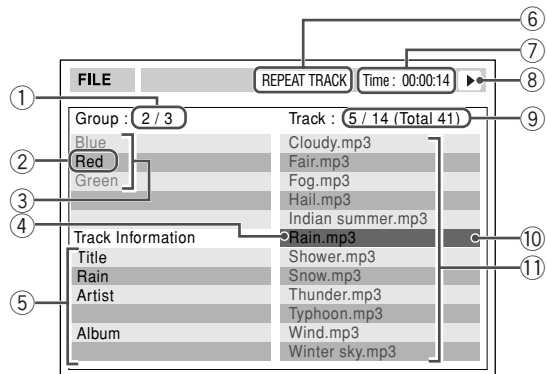 ⑥
⑦
FILE REPEAT TRACK Time : 00:00:14 ⑧
①
Group : 2 / 3 Track : 5 / 14 (Total 41) ⑨
Blue Cloudy.mp3
② Red Fair.mp3
Green Fog.mp3
③ Hail.mp3
④ Indian summer.mp3
Track Information Rain.mp3 ⑩
Title Shower.mp3
⑪
Rain Snow.mp3
⑤ Artist Thunder.mp3
Typhoon.mp3
Album Wind.mp3
Winter sky.mp3